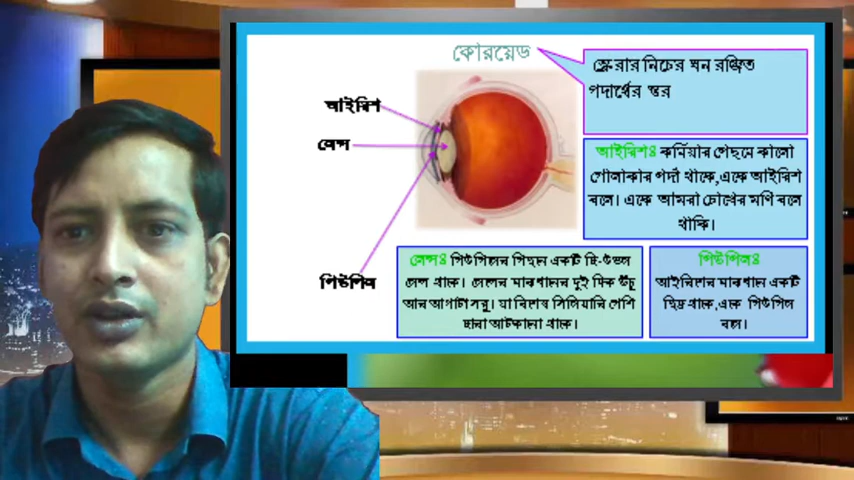 কোরয়েড
স্ক্লেরার নিচের ঘন রঞ্জিত
পদার্থের স্তর
আইরিশ
লেন্স
পিউপিল
আইরিশঃ কর্নিয়ার পেছনে কালো
গোলাকার পর্দা থাকে,একে আইরিশ
বলে। একে আমরা চোখের মণি বলে
থাকি।
লেন্সঃ পিউপিলের পিছনে একটি দ্বি-উত্তল
লেন্স থাকে। লেন্সের মাঝখানের দুই দিক উঁচু
আর আগাটা সরু। যা বিশেষ সিলিয়ারি পেশি
দ্বারা আটকানো থাকে।
পিউপিলঃ
আইরিশের মাঝখানে একটি
ছিদ্র থাকে,একে পিউপিল
বলে।